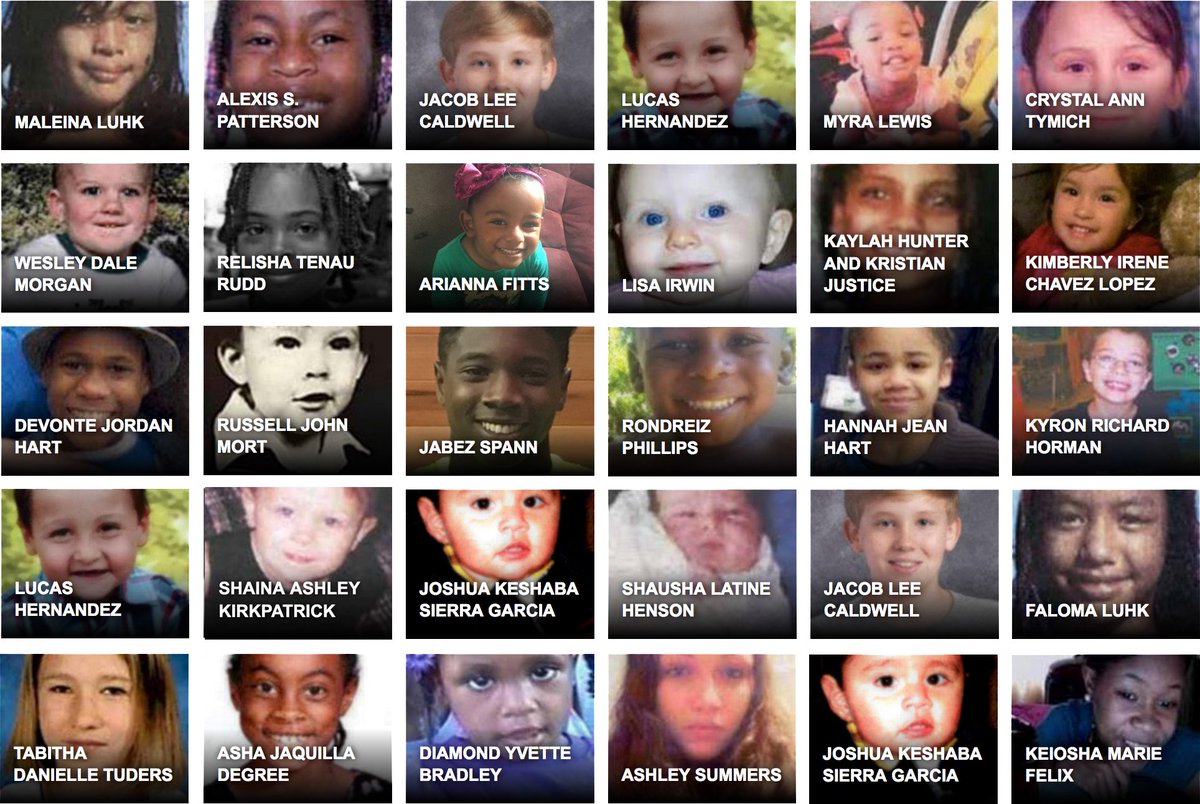 MALEINA LUHK
ALEXIS S.
PATTERSON
JACOB LEE
CALDWELL
LUCAS
HERNANDEZ
MYRA LEWIS
CRYSTAL ANN
TYMICH
WESLEY DALE
MORGAN
RELISHA TENAU
RUDD
ARIANNA FITTS
LISA IRWIN
KAYLAH HUNTER
AND KRISTIAN
JUSTICE
KIMBERLY IRENE
CHAVEZ LOPEZ
DEVONTE JORDAN
HART
RUSSELL JOHN
MORT
JABEZ SPANN
RONDREIZ
PHILLIPS
HANNAH JEAN
HART
KYRON RICHARD
HORMAN
LUCAS
HERNANDEZ
SHAINA ASHLEY
KIRKPATRICK
JOSHUA KESHABA
SIERRA GARCIA
SHAUSHA LATINE
HENSON
JACOB LEE
CALDWELL
FALOMA LUHK
TABITHA
DANIELLE TUDERS
ASHA JAQUILLA
DEGREE
DIAMOND YVETTE
BRADLEY
ASHLEY SUMMERS
JOSHUA KESHABA
SIERRA GARCIA
KEIOSHA MARIE
FELIX